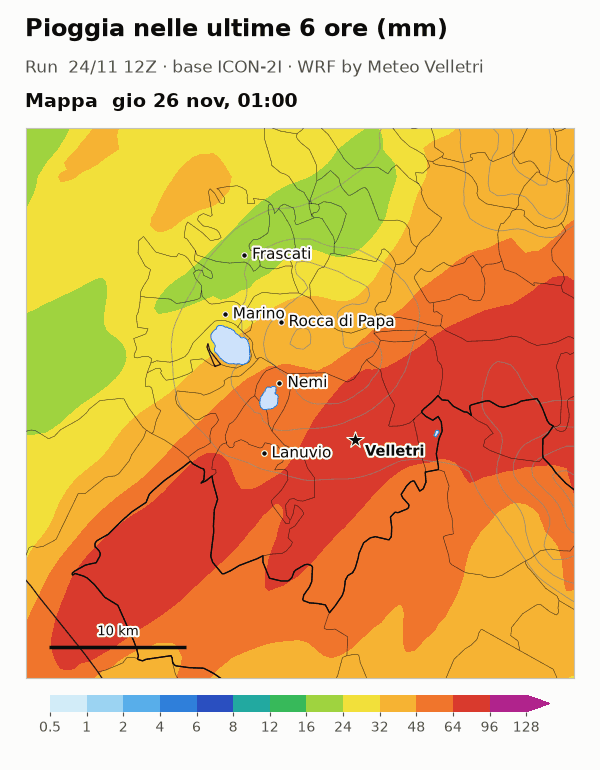 Pioggia nelle ultime 6 ore (mm)
Run  24/11 12Z · base ICON-2I · WRF by Meteo Velletri
Mappa  gio 26 nov, 01:00
Frascati
Marino
Rocca di Papa
Nemi
Velletri
Lanuvio
10 km
0.5 1 2 4 6 8 12 16 24 32 48 64 96 128